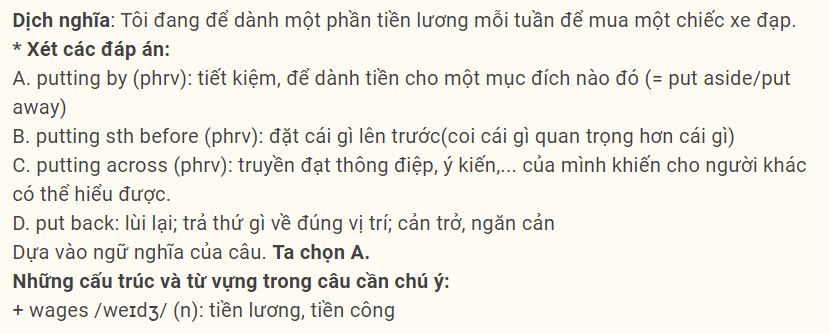 Dịch nghĩa: Tôi đang để dành một phần tiền lương mỗi tuần để mua một chiếc xe đạp.
* Xét các đáp án:
A. putting by (phrv): tiết kiệm, để dành tiền cho một mục đích nào đó (= put aside/put
away)
B. putting sth before (phrv): đặt cái gì lên trước(coi cái gì quan trọng hơn cái gì)
C. putting across (phrv): truyền đạt thông điệp, ý kiến,... của mình khiến cho người khác
có thể hiểu được.
D. put back: lùi lại; trả thứ gì về đúng vị trí; cản trở, ngăn cản
Dựa vào ngữ nghĩa của câu. Ta chọn A.
Những cấu trúc và từ vựng trong câu cần chú ý:
+ wages /weɪdʒ/ (n): tiền lương, tiền công